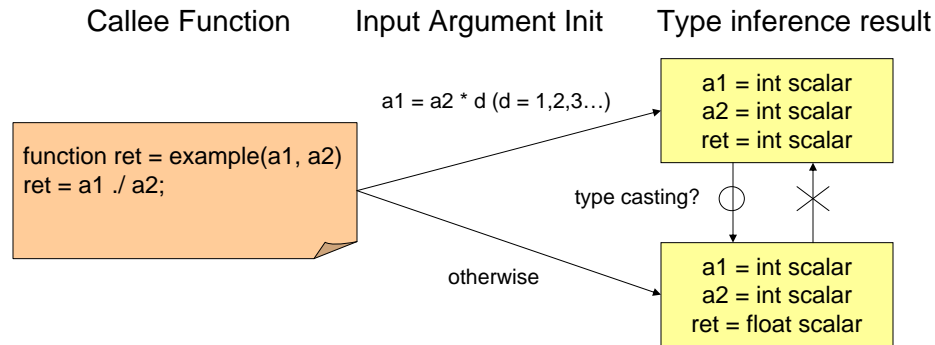 Callee Function
Input Argument Init
Type inference result
function ret = example(a1, a2)
ret = a1 ./ a2;
a1 = a2 * d (d = 1,2,3…)
otherwise
a1 = int scalar
a2 = int scalar
ret = int scalar
type casting?
a1 = int scalar
a2 = int scalar
ret = float scalar